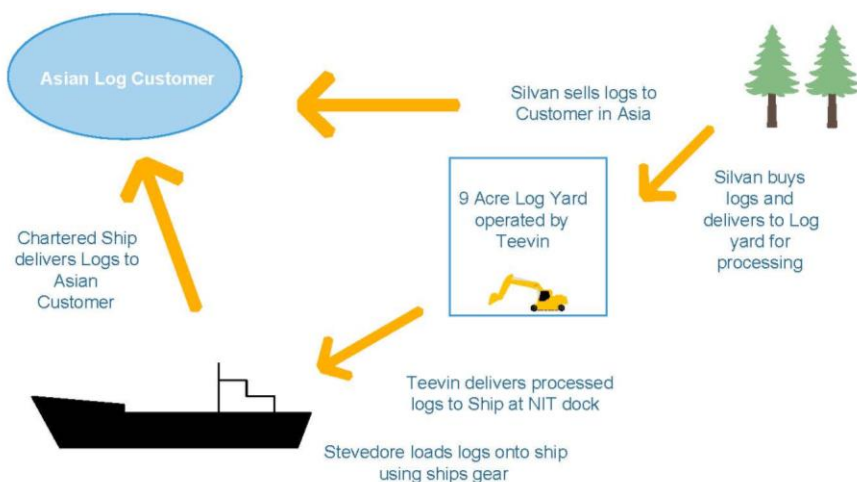 Asian Log Customer
Silvan sells logs to
Customer in Asia
Silvan buys
logs and
delivers to Log
yard for
processing
9 Acre Log Yard
operated by
Teevin
Chartered Ship
delivers Logs to
Asian
Customer
Teevin delivers processed
logs to Ship at NIT dock
Stevedore loads logs onto ship
using ships gear